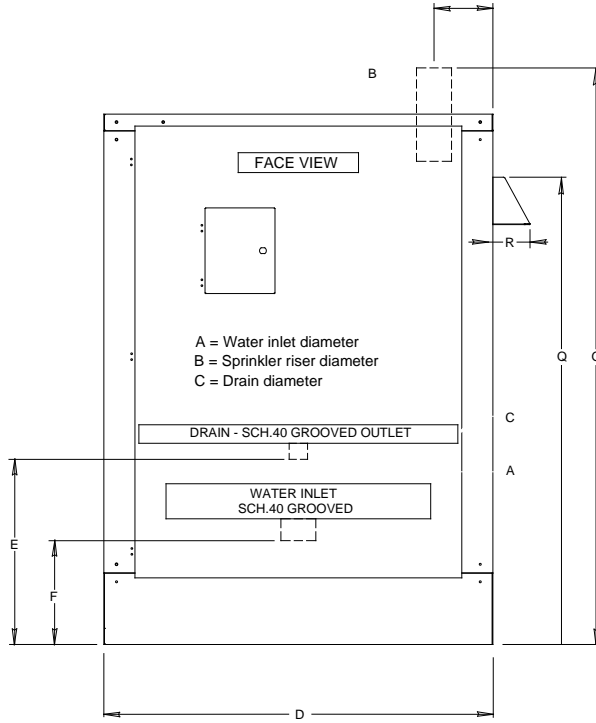 B
FACE VIEW
R
Q
A = Water inlet diameter
B = Sprinkler riser diameter
C = Drain diameter
C
DRAIN - SCH.40 GROOVED OUTLET
A
WATER INLET
SCH.40 GROOVED
E
F
D